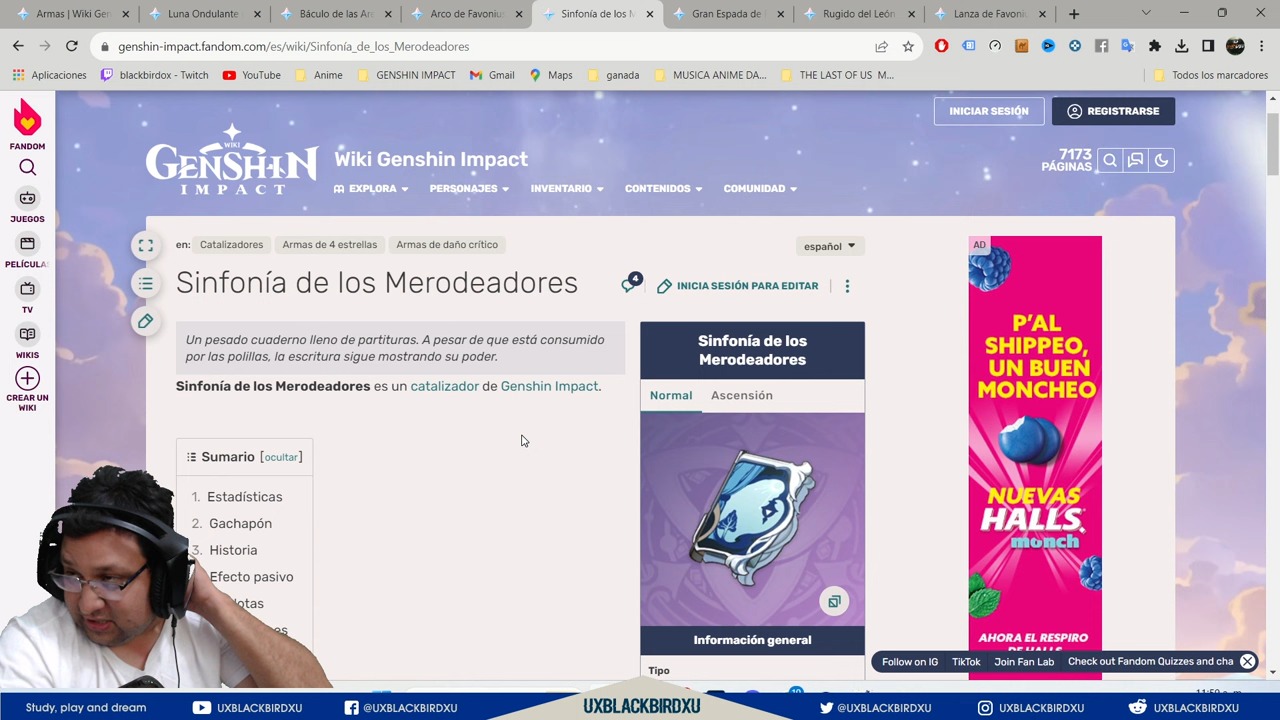 Armas | Wiki Gen
Luna Ondulante
Báculo de las Are
Arco de Favonius
Sinfonía de los M
Gran Espada de
Rugido del León
Lanza de Favoni
genshin-impact.fandom.com/es/wiki/Sinfonía_de_los_Merodeadores
Aplicaciones
blackbirdox - Twitch
YouTube
Anime
GENSHIN IMPACT
Gmail
Maps
ganada
MUSICA ANIME DA...
THE LAST OF US M...
Todos los marcadores
FANDOM
JUEGOS
PELÍCULA
TV
WIKIS
CREAR UN
WIKI
INICIAR SESIÓN
REGISTRARSE
WIKI
GENSHIN
IMPACT
Wiki Genshin Impact
7173
PÁGINAS
EXPLORA
PERSONAJES
INVENTARIO
CONTENIDOS
COMUNIDAD
en: Catalizadores Armas de 4 estrellas Armas de daño crítico
español
Sinfonía de los Merodeadores
4
INICIA SESIÓN PARA EDITAR
Un pesado cuaderno lleno de partituras. A pesar de que está consumido
por las polillas, la escritura sigue mostrando su poder.
Sinfonía de los Merodeadores es un catalizador de Genshin Impact.
Sumario [ocultar]
1. Estadísticas
2. Gachapón
3. Historia
Efecto pasivo
Sinfonía de los
Merodeadores
Normal
Ascensión
Información general
Tipo
AD
P'AL
SHIPPEO,
UN BUEN
MONCHEO
NUEVAS
HALLS
monch
AHORA EL RESPIRO
DE HALLS
Follow on IG
TikTok
Join Fan Lab
Check out Fandom Quizzes and cha
Study, play and dream
UXBLACKBIRDXU
@UXBLACKBIRDXU
UXBLACKBIRDXU
@UXBLACKBIRDXU
UXBLACKBIRDXU
UXBLACKBIRDXU